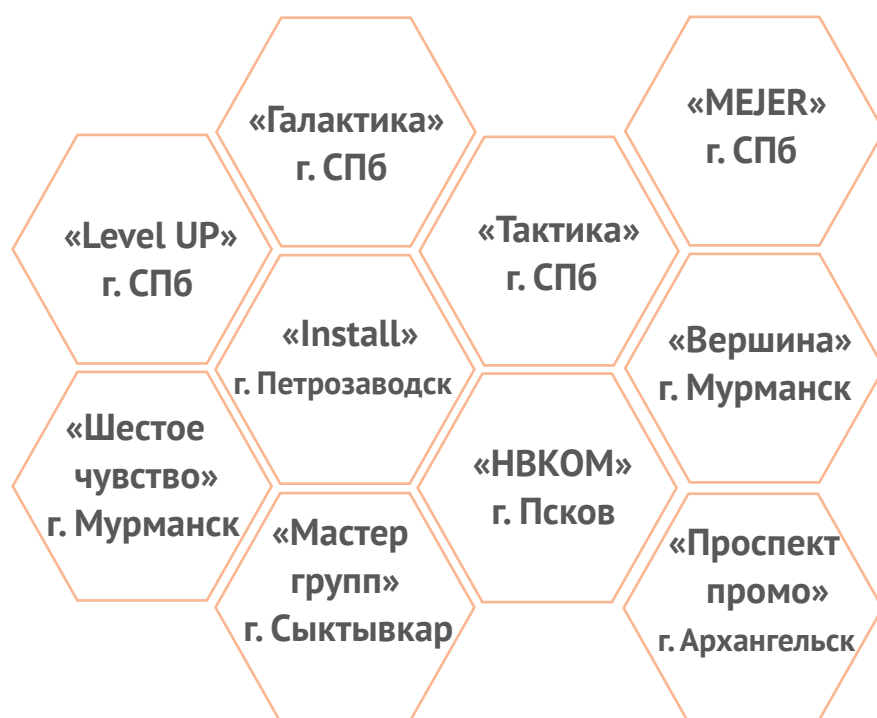 «Галактика»
г. СПб
«MEJER»
г. СПб
«Level UP»
г. СПб
«Тактика»
г. СПб
«Install»
г. Петрозаводск
«Вершина»
г. Мурманск
«Шестое
чувство»
г. Мурманск
«НВКОМ»
г. Псков
«Мастер
групп»
г. Сыктывкар
«Проспект
промо»
г. Архангельск